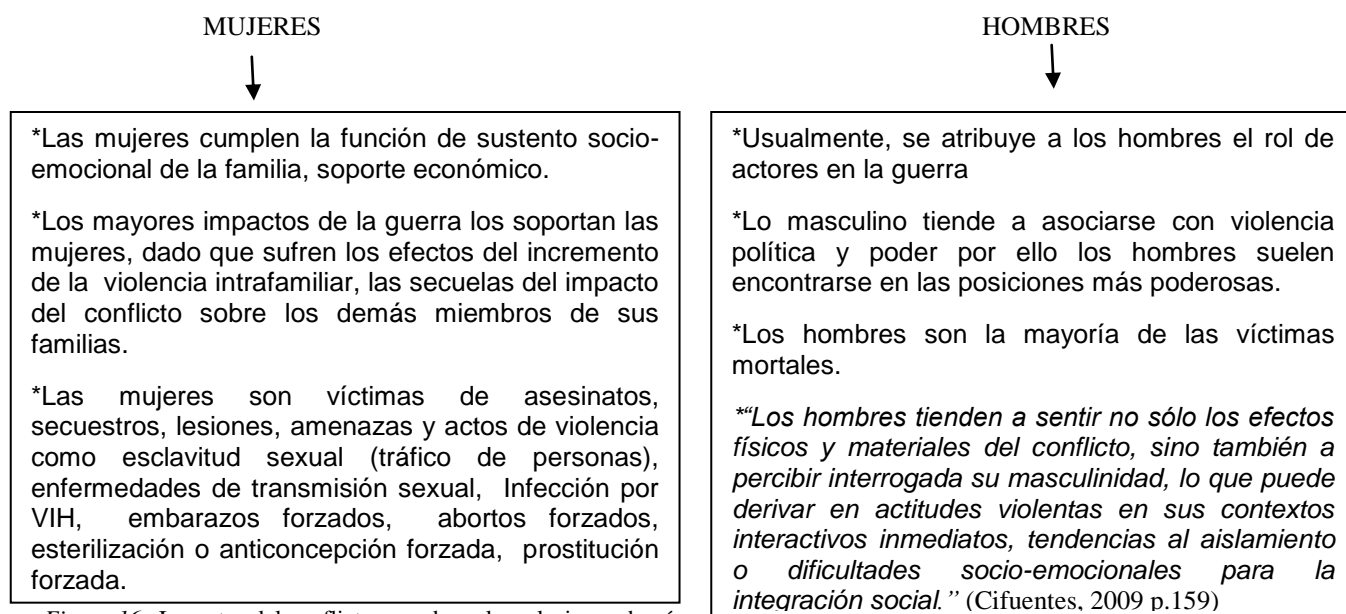 MUJERES
*Las mujeres cumplen la función de sustento socio-
emocional de la familia, soporte económico.
*Los mayores impactos de la guerra los soportan las
mujeres, dado que sufren los efectos del incremento
de la violencia intrafamiliar, las secuelas del impacto
del conflicto sobre los demás miembros de sus
familias.
*Las mujeres son víctimas de asesinatos,
secuestros, lesiones, amenazas y actos de violencia
como esclavitud sexual (tráfico de personas),
enfermedades de transmisión sexual, Infección por
VIH, embarazos forzados, abortos forzados,
esterilización o anticoncepción forzada, prostitución
forzada.
HOMBRES
*Usualmente, se atribuye a los hombres el rol de
actores en la guerra
*Lo masculino tiende a asociarse con violencia
política y poder por ello los hombres suelen
encontrarse en las posiciones más poderosas.
*Los hombres son la mayoría de las víctimas
mortales.
*“Los hombres tienden a sentir no sólo los efectos
físicos y materiales del conflicto, sino también a
percibir interrogada su masculinidad, lo que puede
derivar en actitudes violentas en sus contextos
interactivos inmediatos, tendencias al aislamiento
o dificultades socio-emocionales para la
integración social.” (Cifuentes, 2009 p.159)